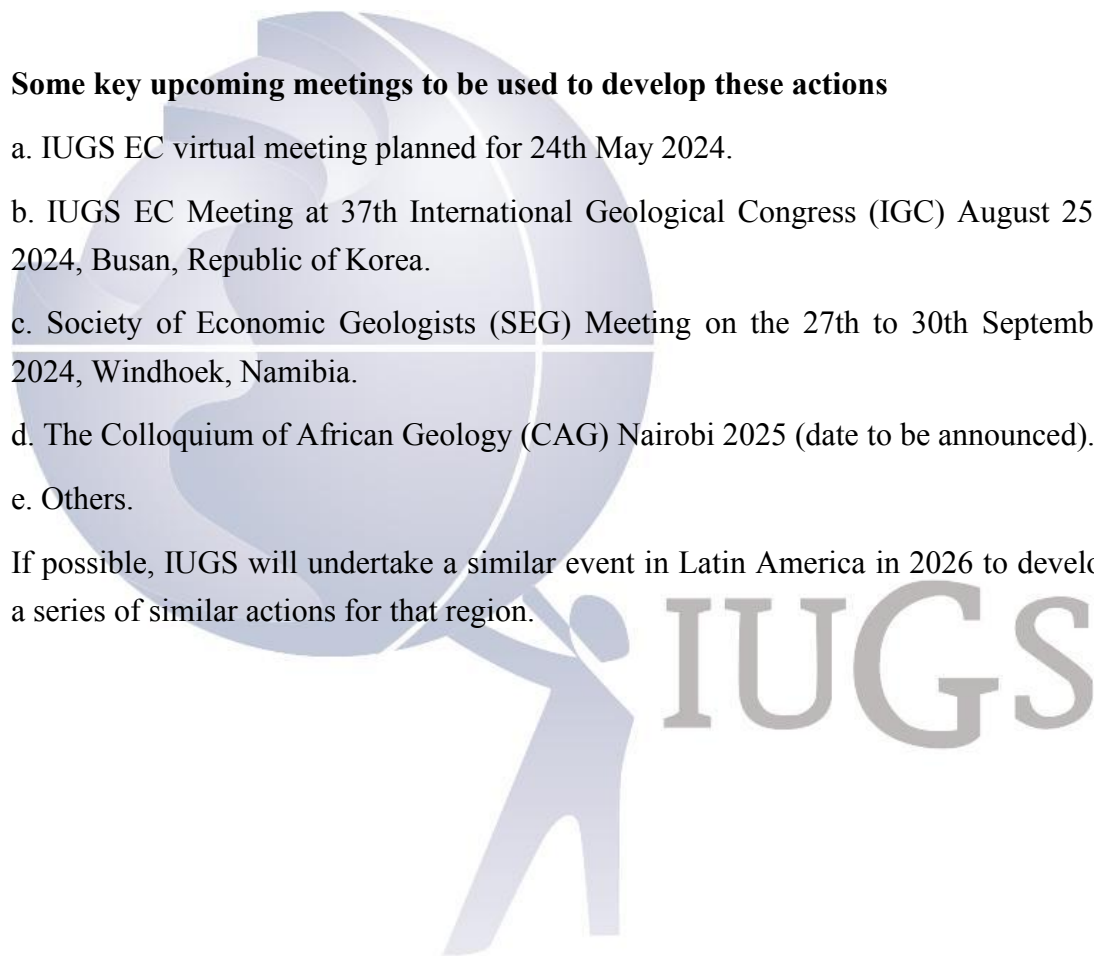 Some key upcoming meetings to be used to develop these actions
a. IUGS EC virtual meeting planned for 24th May 2024.
b. IUGS EC Meeting at 37th International Geological Congress (IGC) August 25
2024, Busan, Republic of Korea.
c. Society of Economic Geologists (SEG) Meeting on the 27th to 30th Septemb
2024, Windhoek, Namibia.
d. The Colloquium of African Geology (CAG) Nairobi 2025 (date to be announced).
e. Others.
If possible, IUGS will undertake a similar event in Latin America in 2026 to develo
a series of similar actions for that region.
IUGS